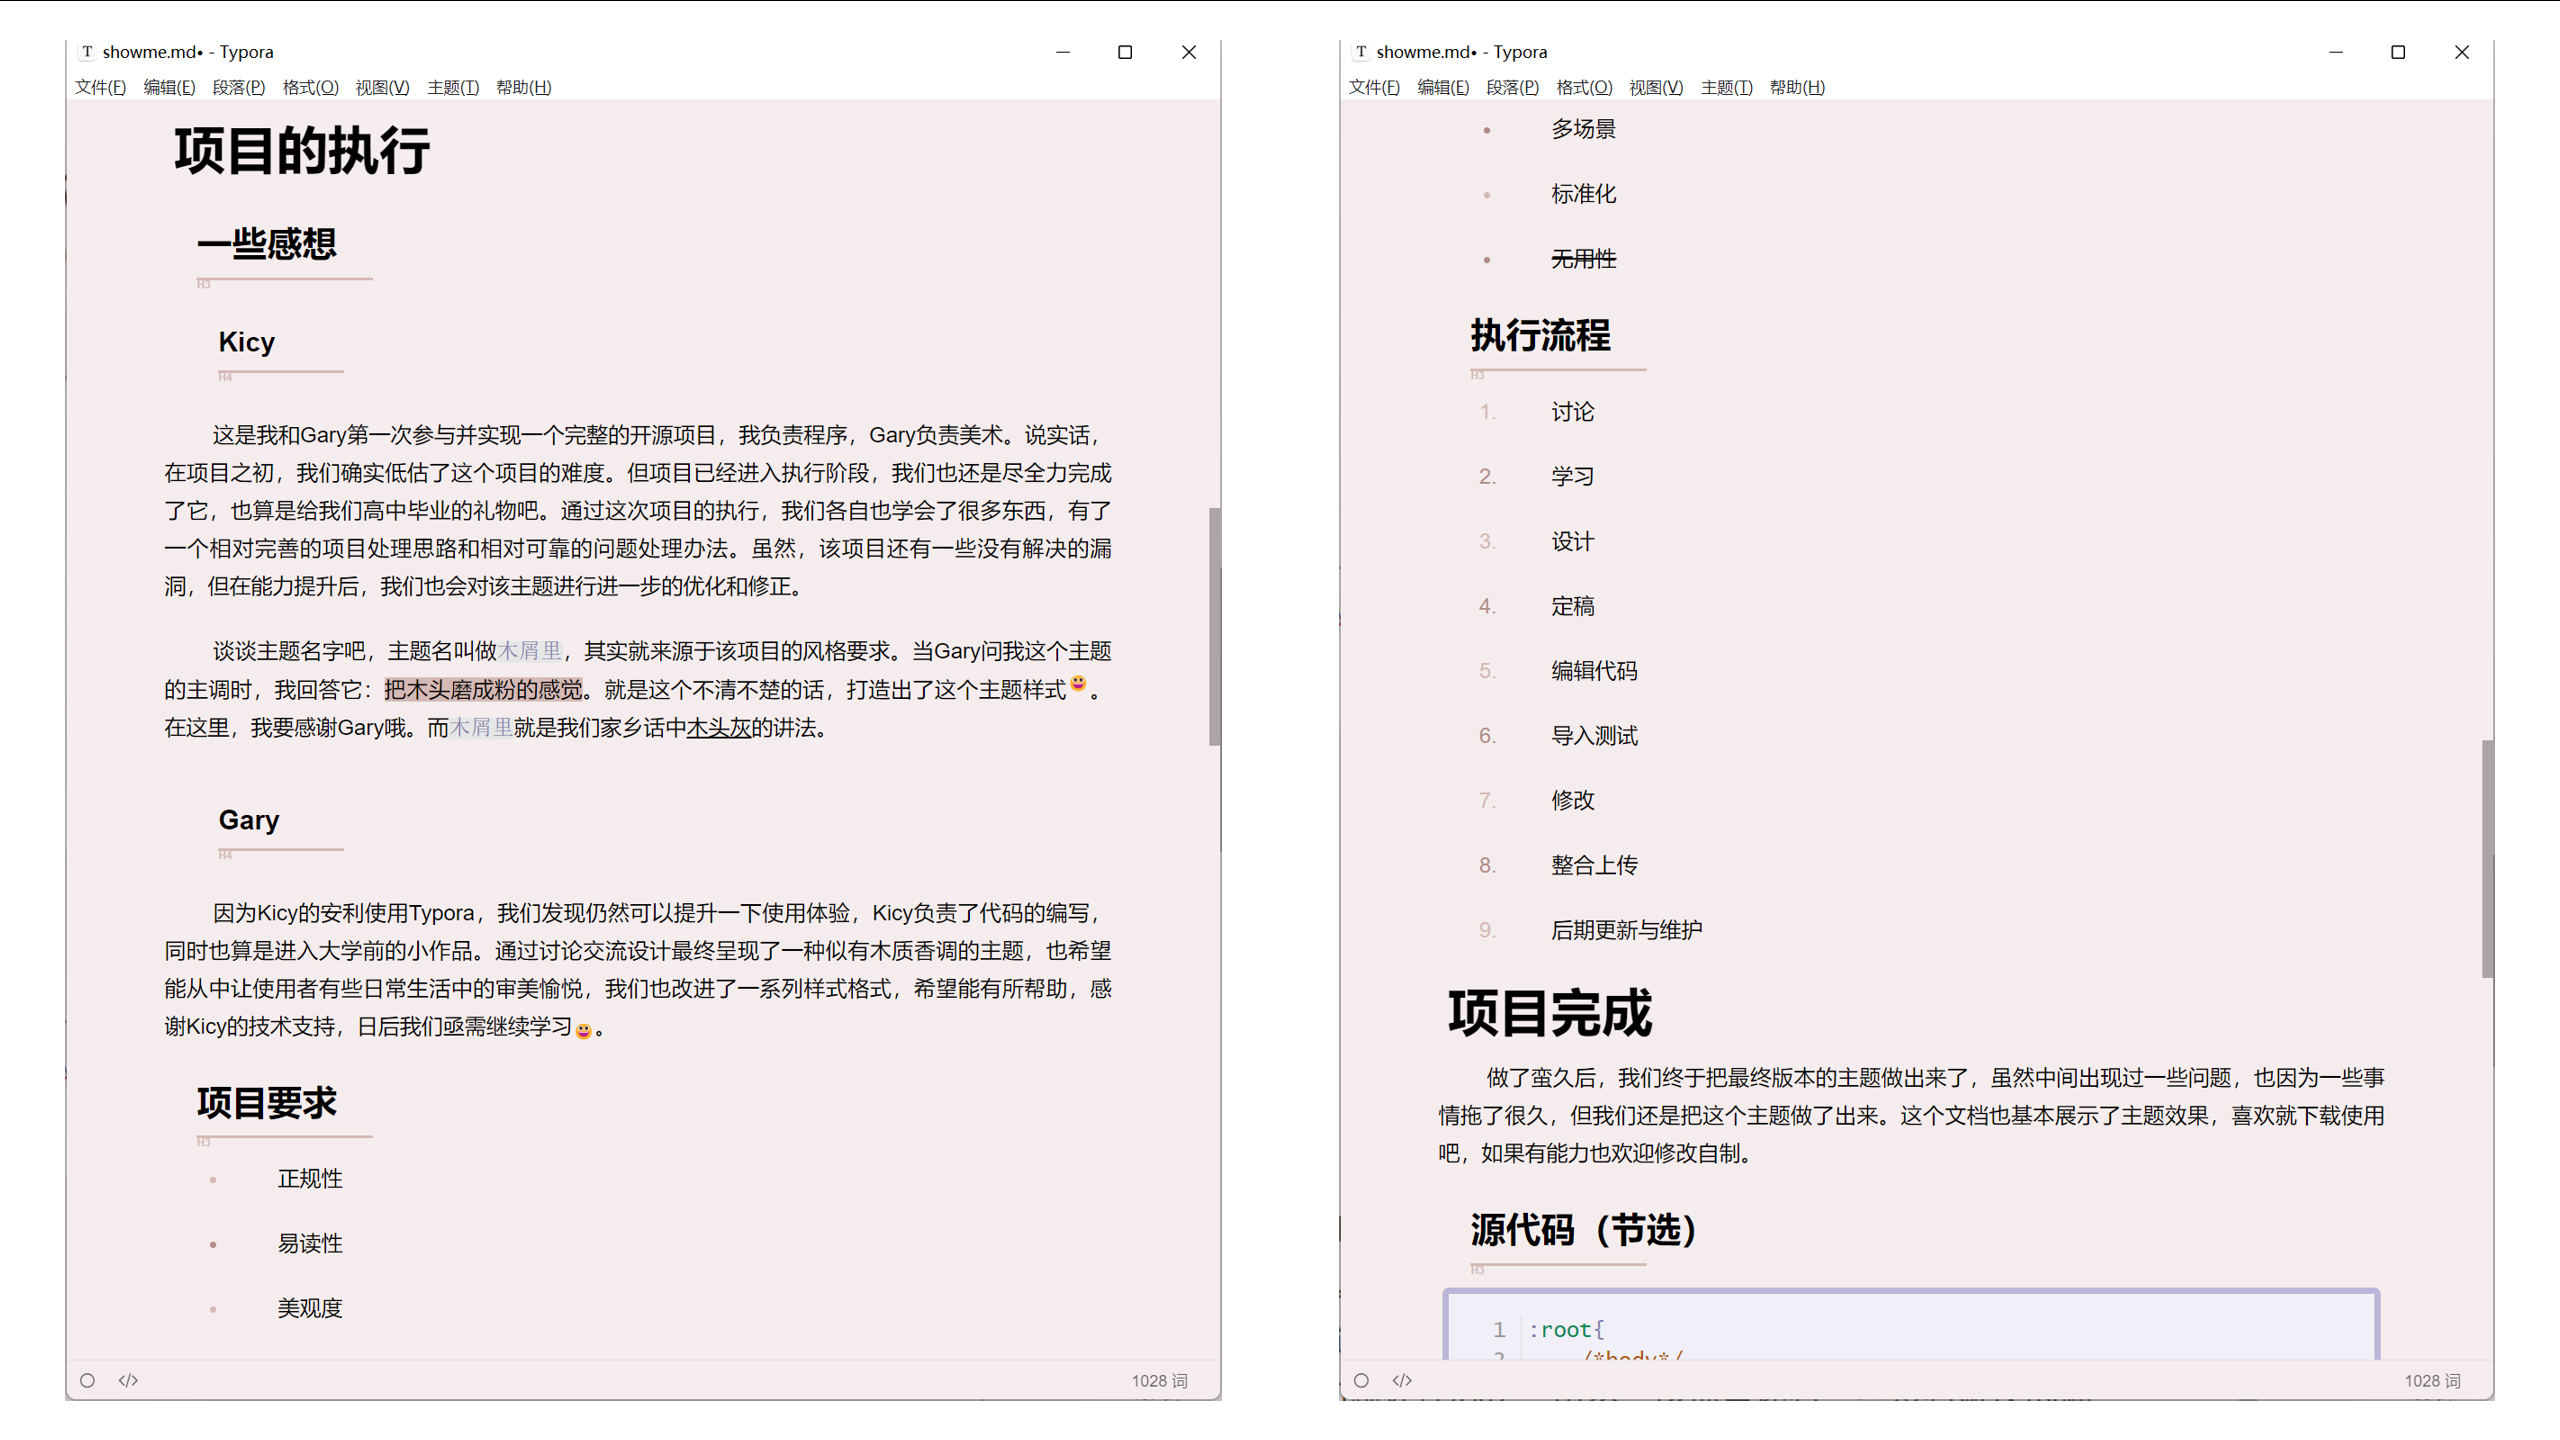 showme.md• - Typora
文件(F) 编辑(E) 段落(P) 格式(O) 视图(V) 主题(T) 帮助(H)
项目的执行
一些感想
H3
Kicy
H4
这是我和Gary第一次参与并实现一个完整的开源项目，我负责程序，Gary负责美术。说实话，
在项目之初，我们确实低估了这个项目的难度。但项目已经进入执行阶段，我们也还是尽全力完成
了它，也算是给我们高中毕业的礼物吧。通过这次项目的执行，我们各自也学会了很多东西，有了
一个相对完善的项目处理思路和相对可靠的问题处理办法。虽然，该项目还有一些没有解决的漏
洞，但在能力提升后，我们也会对该主题进行进一步的优化和修正。
谈谈主题名字吧，主题名叫做木屑里，其实就来源于该项目的风格要求。当Gary问我这个主题
的主调时，我回答它：把木头磨成粉的感觉。就是这个不清不楚的话，打造出了这个主题样式😀。
在这里，我要感谢Gary哦。而木屑里就是我们家乡话中木头灰的讲法。
Gary
H4
因为Kicy的安利使用Typora，我们发现仍然可以提升一下使用体验，Kicy负责了代码的编写，
同时也算是进入大学前的小作品。通过讨论交流设计最终呈现了一种似有木质香调的主题，也希望
能从中让使用者有些日常生活中的审美愉悦，我们也改进了一系列样式格式，希望能有所帮助，感
谢Kicy的技术支持，日后我们亟需继续学习😀。
项目要求
H3
• 正规性
• 易读性
• 美观度
1028 词
showme.md• - Typora
文件(F) 编辑(E) 段落(P) 格式(O) 视图(V) 主题(T) 帮助(H)
• 多场景
• 标准化
• 无用性
执行流程
H3
1. 讨论
2. 学习
3. 设计
4. 定稿
5. 编辑代码
6. 导入测试
7. 修改
8. 整合上传
9. 后期更新与维护
项目完成
做了蛮久后，我们终于把最终版本的主题做出来了，虽然中间出现过一些问题，也因为一些事
情拖了很久，但我们还是把这个主题做了出来。这个文档也基本展示了主题效果，喜欢就下载使用
吧，如果有能力也欢迎修改自制。
源代码（节选）
H3
1 :root{
2 /*body*/
1028 词